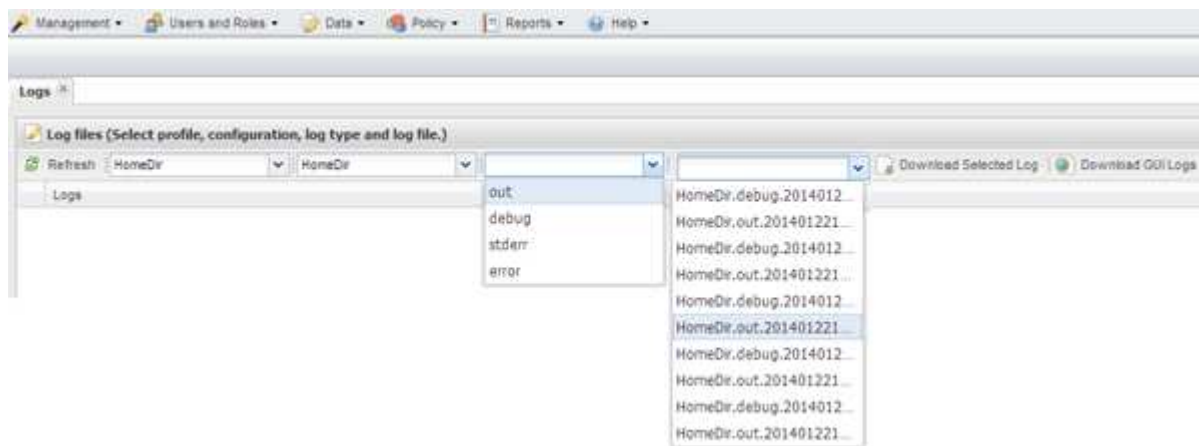 Management Users and Roles Data Policy Reports Help
Logs
Log files (Select profile, configuration, log type and log file.)
Refresh HomeDir HomeDir Download Selected Log Download GUI Logs
Logs
out
debug
stderr
error
HomeDir.debug.2014012...
HomeDir.out.201401221...
HomeDir.debug.2014012...
HomeDir.out.201401221...
HomeDir.debug.2014012...
HomeDir.out.201401221...
HomeDir.debug.2014012...
HomeDir.out.201401221...
HomeDir.debug.2014012...
HomeDir.out.201401221...